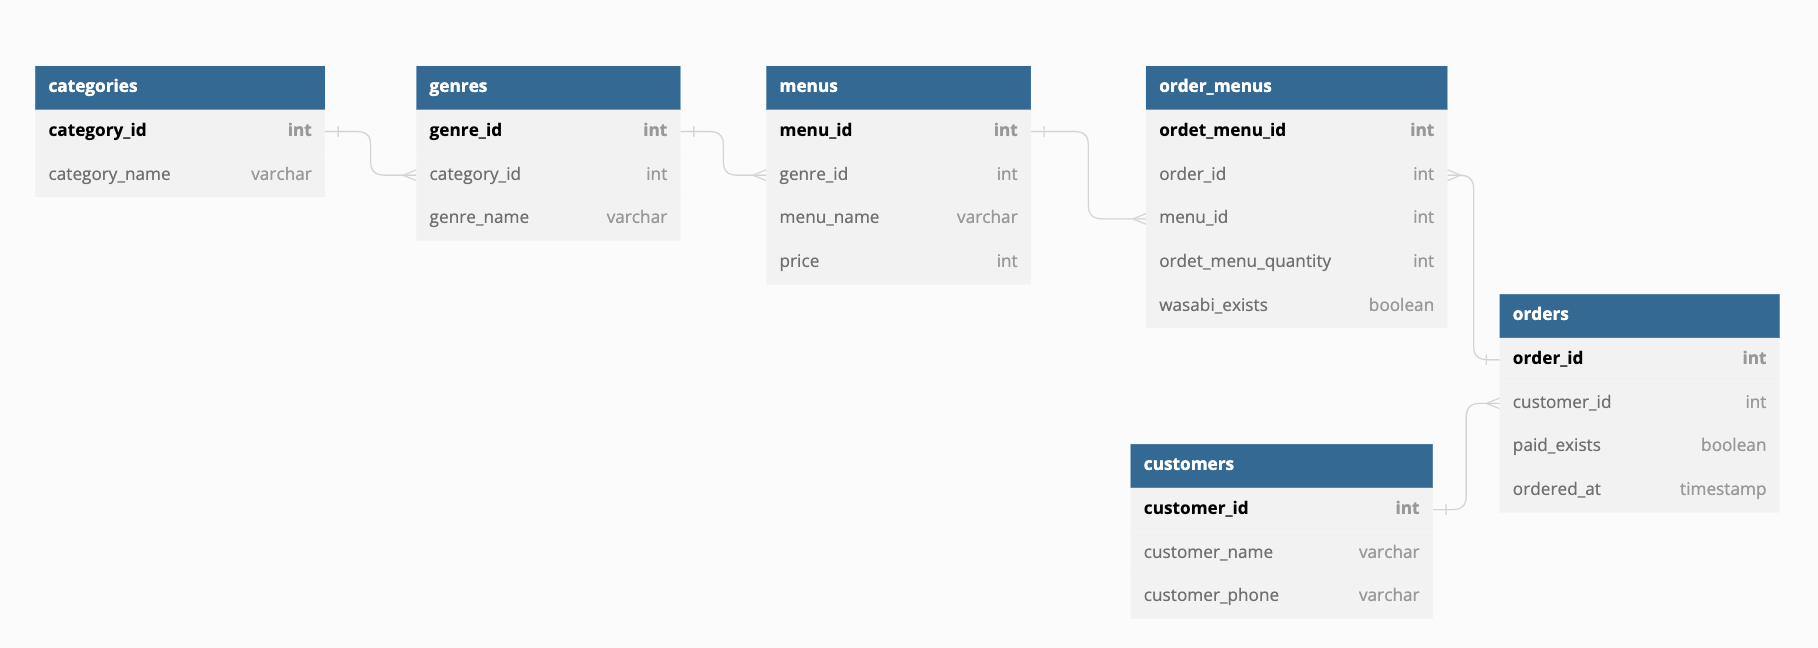 categories
category_id int
category_name varchar
genres
genre_id int
category_id int
genre_name varchar
menus
menu_id int
genre_id int
menu_name varchar
price int
order_menus
ordet_menu_id int
order_id int
menu_id int
ordet_menu_quantity int
wasabi_exists boolean
orders
order_id int
customer_id int
paid_exists boolean
ordered_at timestamp
customers
customer_id int
customer_name varchar
customer_phone varchar